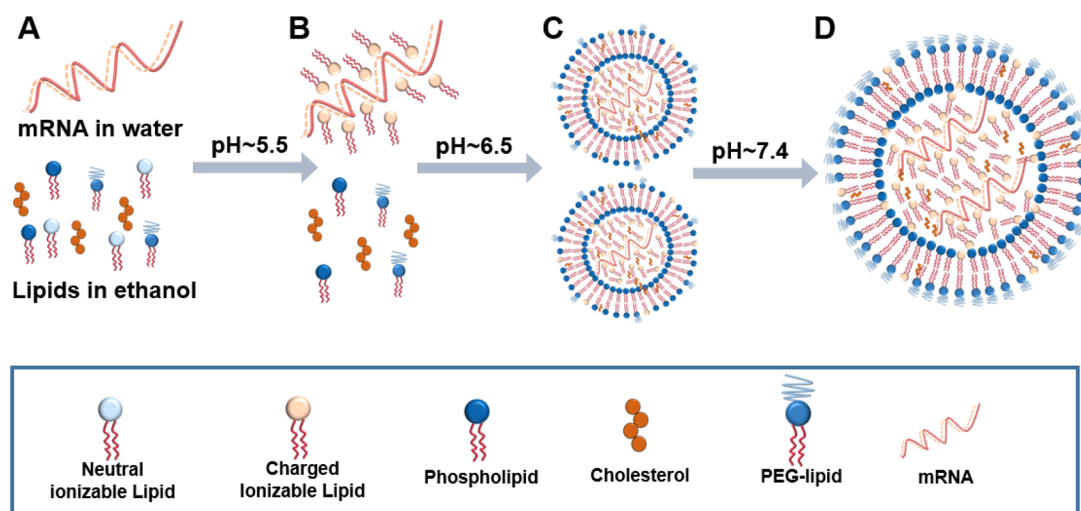 A
B
C
D
mRNA in water
pH~5.5
pH~6.5
pH~7.4
Lipids in ethanol
Neutral
ionizable Lipid
Charged
Ionizable Lipid
Phospholipid
Cholesterol
PEG-lipid
mRNA